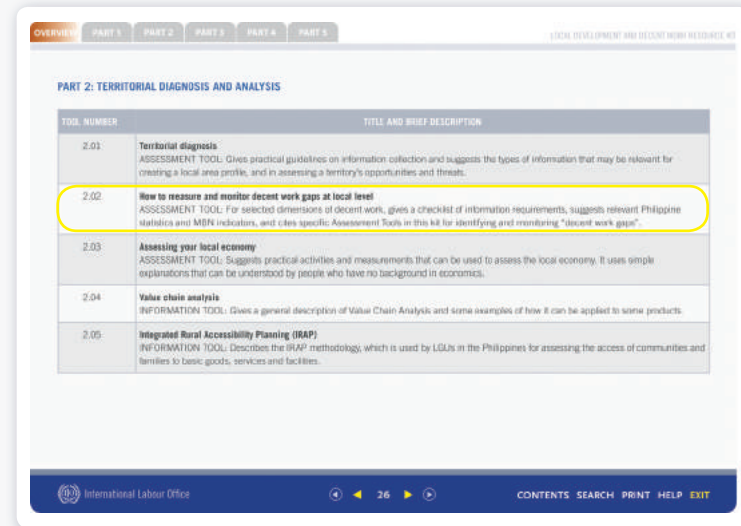 OVERVIEW PART 1 PART 2 PART 3 PART 4 PART 5
LOCAL DEVELOPMENT AND DECENT WORK RESOURCE KIT
PART 2: TERRITORIAL DIAGNOSIS AND ANALYSIS
TOOL NUMBER TITLE AND BRIEF DESCRIPTION
2.01 Territorial diagnosis
ASSESSMENT TOOL: Gives practical guidelines on information collection and suggests the types of information that may be relevant for
creating a local area profile, and in assessing a territory's opportunities and threats.
2.02 How to measure and monitor decent work gaps at local level
ASSESSMENT TOOL: For selected dimensions of decent work, gives a checklist of information requirements, suggests relevant Philippine
statistics and MBN indicators, and cites specific Assessment Tools in this kit for identifying and monitoring "decent work gaps".
2.03 Assessing your local economy
ASSESSMENT TOOL: Suggests practical activities and measurements that can be used to assess the local economy. It uses simple
explanations that can be understood by people who have no background in economics.
2.04 Value chain analysis
INFORMATION TOOL: Gives a general description of Value Chain Analysis and some examples of how it can be applied to some products.
2.05 Integrated Rural Accessibility Planning (IRAP)
INFORMATION TOOL: Describes the IRAP methodology, which is used by LGUs in the Philippines for assessing the access of communities and
families to basic goods, services and facilities.
International Labour Office 26 CONTENTS SEARCH PRINT HELP EXIT